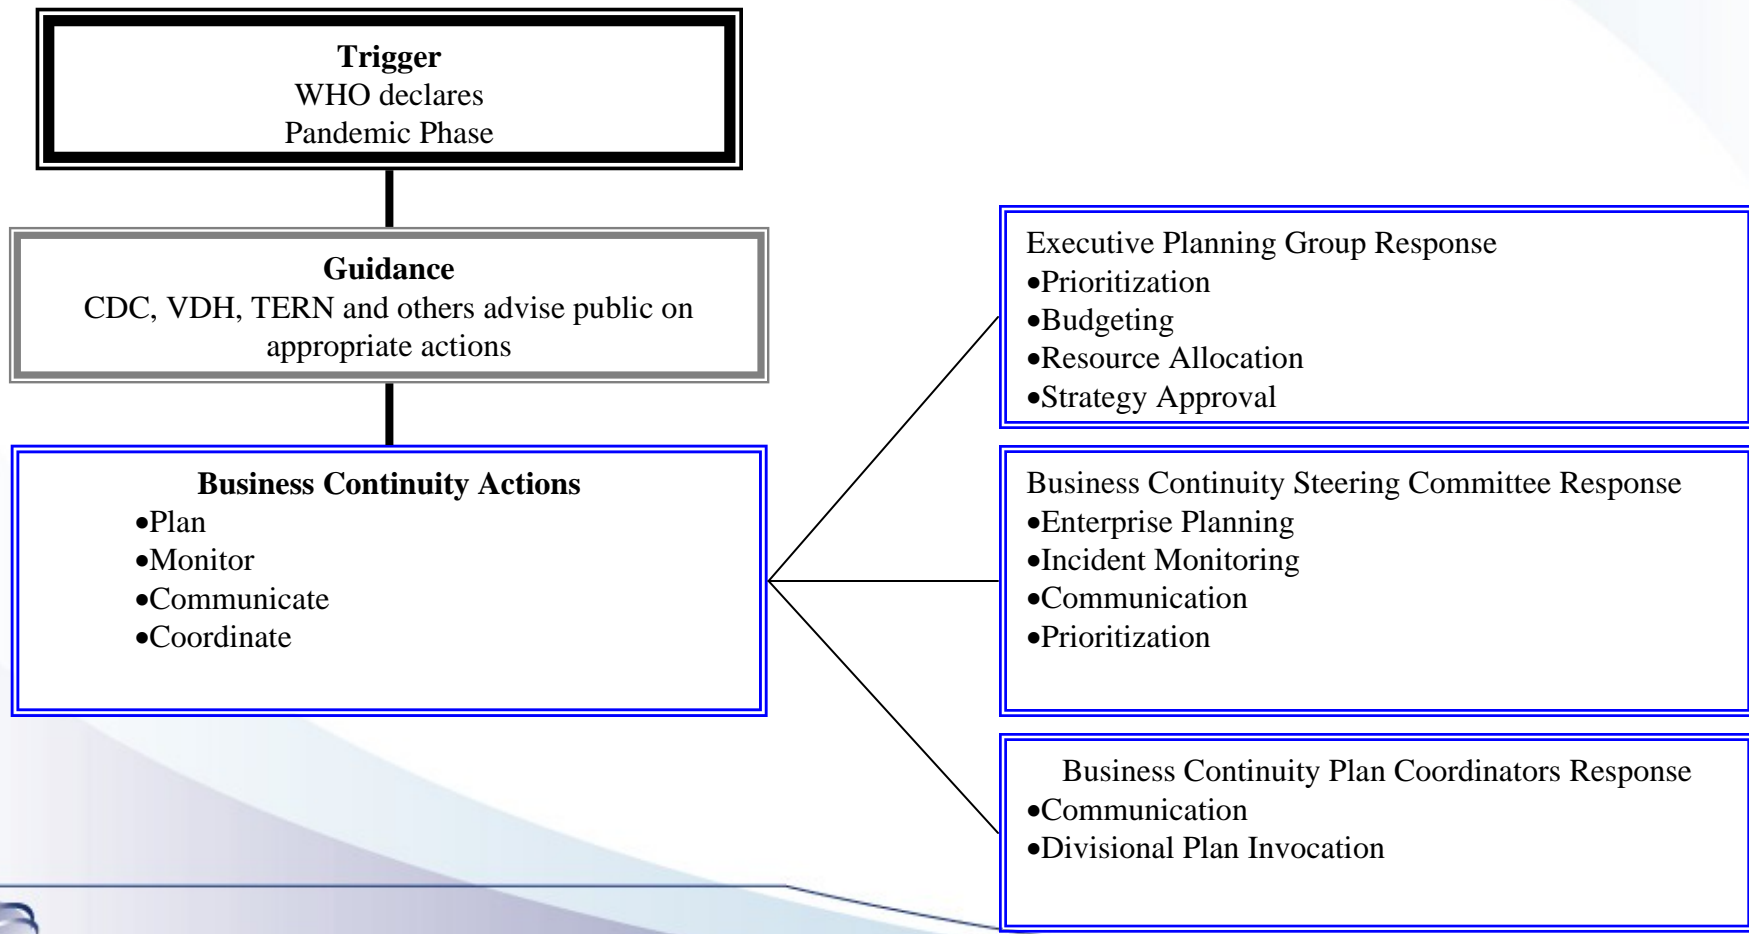 Trigger
WHO declares
Pandemic Phase
Guidance
CDC, VDH, TERN and others advise public on
appropriate actions
Business Continuity Actions
•Plan
•Monitor
•Communicate
•Coordinate
Executive Planning Group Response
•Prioritization
•Budgeting
•Resource Allocation
•Strategy Approval
Business Continuity Steering Committee Response
•Enterprise Planning
•Incident Monitoring
•Communication
•Prioritization
Business Continuity Plan Coordinators Response
•Communication
•Divisional Plan Invocation